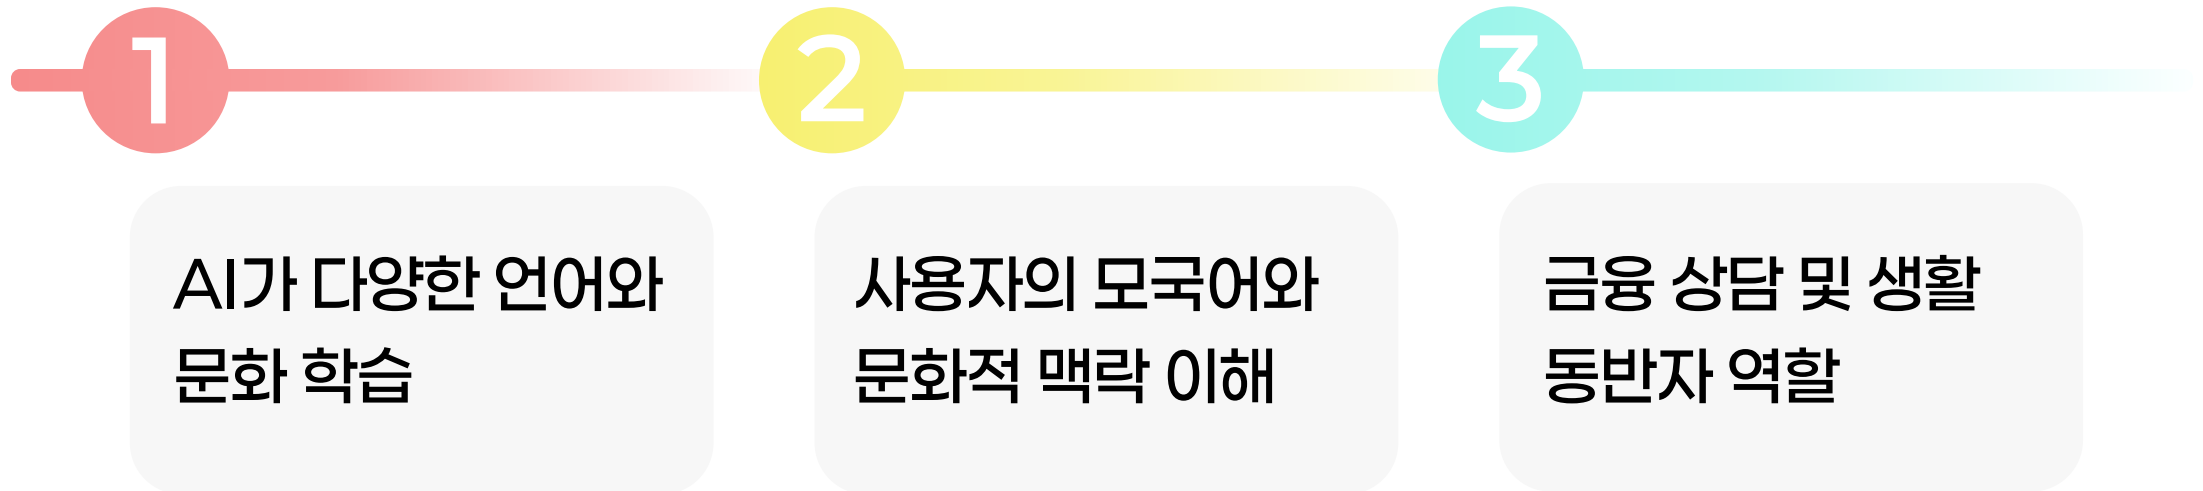 1
AI가 다양한 언어와
문화 학습
2
사용자의 모국어와
문화적 맥락 이해
3
금융 상담 및 생활
동반자 역할